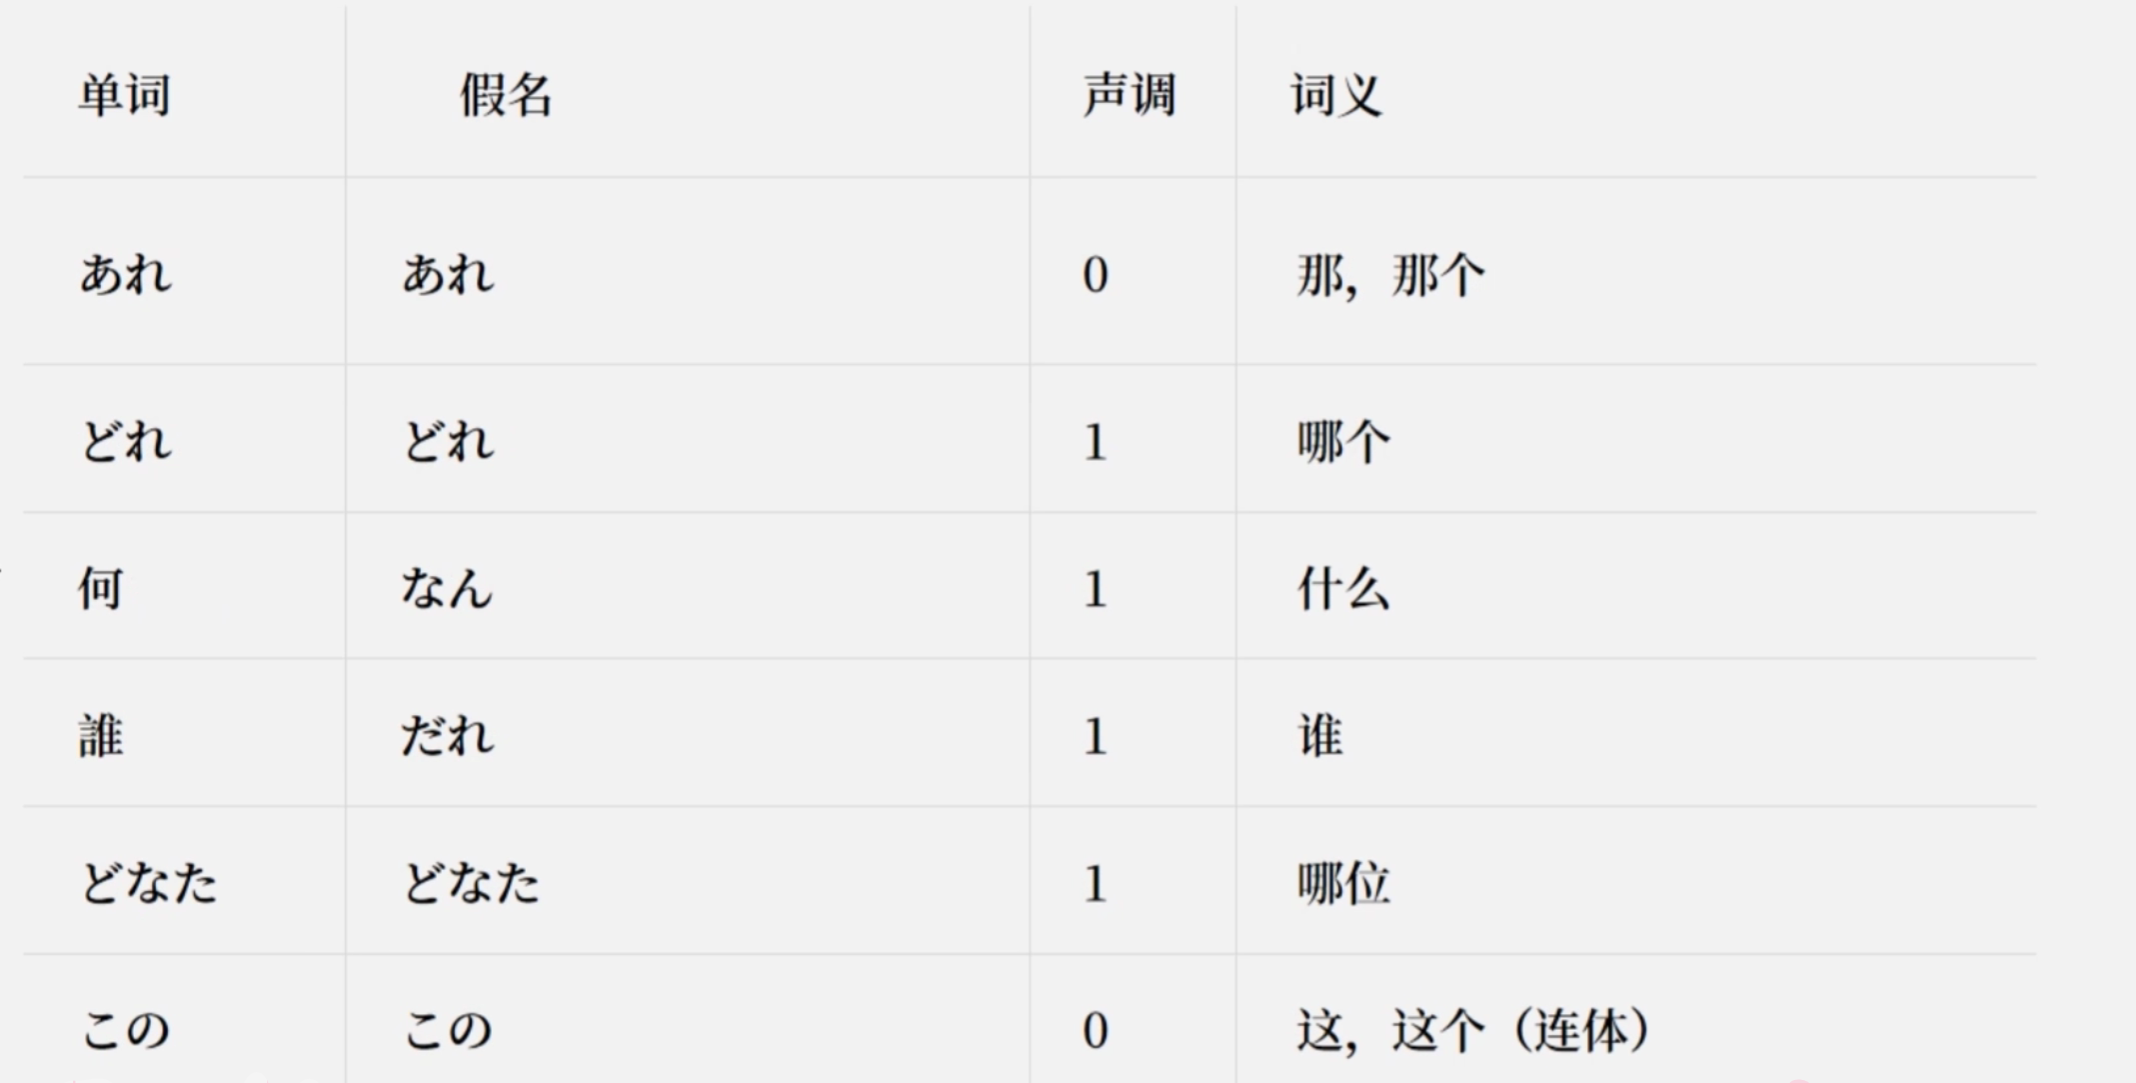 单词 假名 声调 词义
あれ あれ 0 那，那个
どれ どれ 1 哪个
何 なん 1 什么
誰 だれ 1 谁
どなた どなた 1 哪位
この この 0 这，这个（连体）